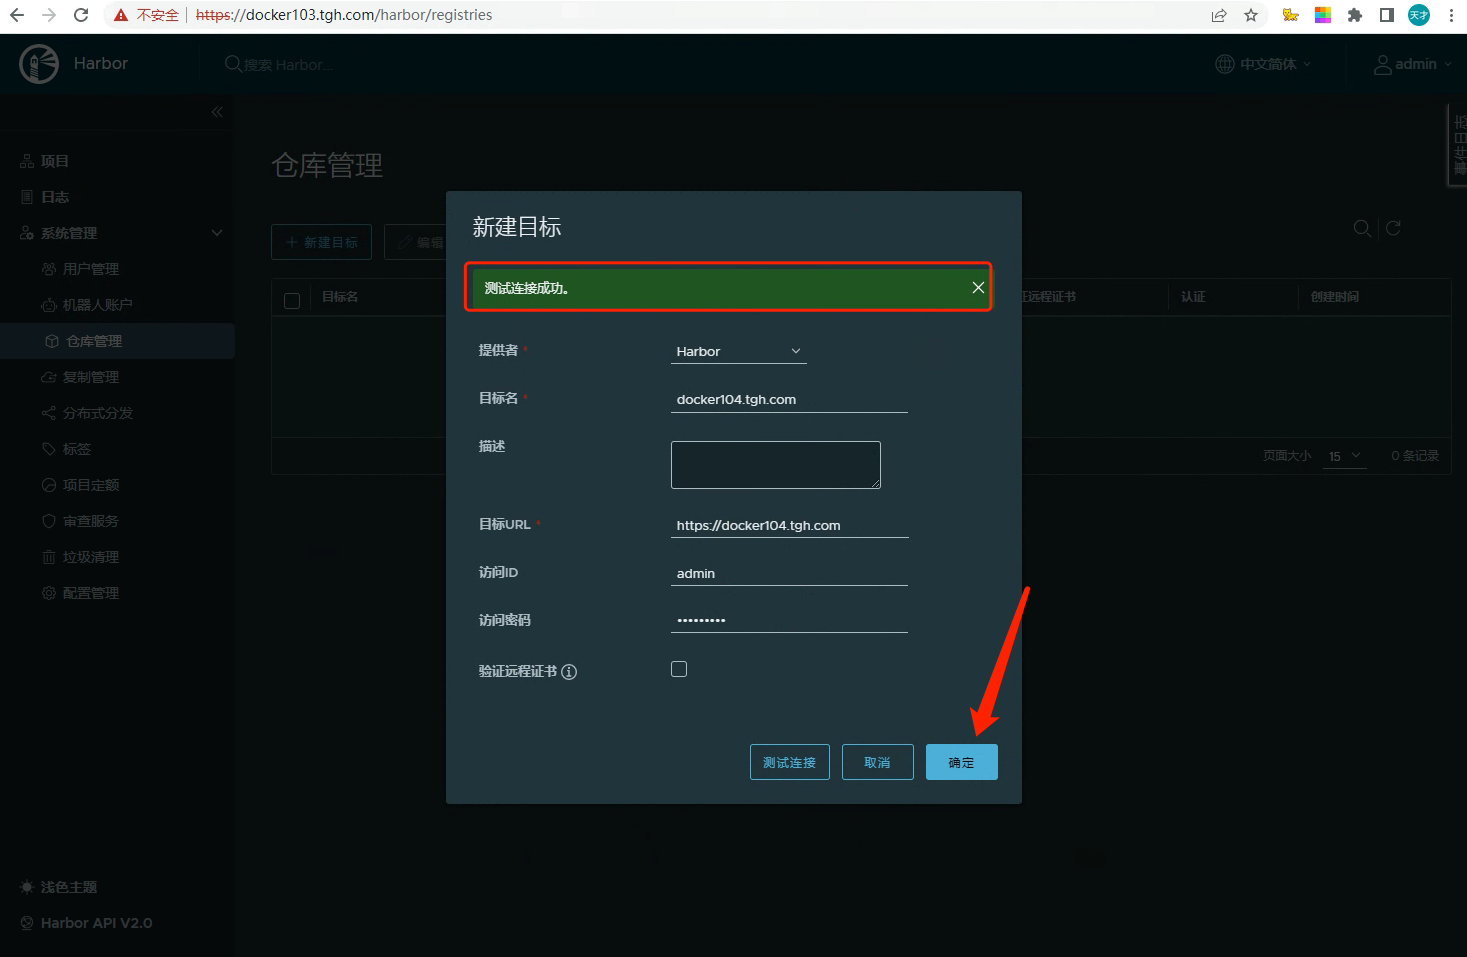 不安全 https://docker103.tgh.com/harbor/registries
天才
Harbor
搜索 Harbor...
中文简体
admin
项目
日志
系统管理
用户管理
机器人账户
仓库管理
复制管理
分布式分发
标签
项目定额
审查服务
垃圾清理
配置管理
浅色主题
Harbor API V2.0
仓库管理
新建目标
编辑
目标名
证远程证书
认证
创建时间
页面大小
15
0 条记录
事件日志
新建目标
测试连接成功。
提供者 *
Harbor
目标名 *
docker104.tgh.com
描述
目标URL *
https://docker104.tgh.com
访问ID
admin
访问密码
•••••••••
验证远程证书
测试连接
取消
确定